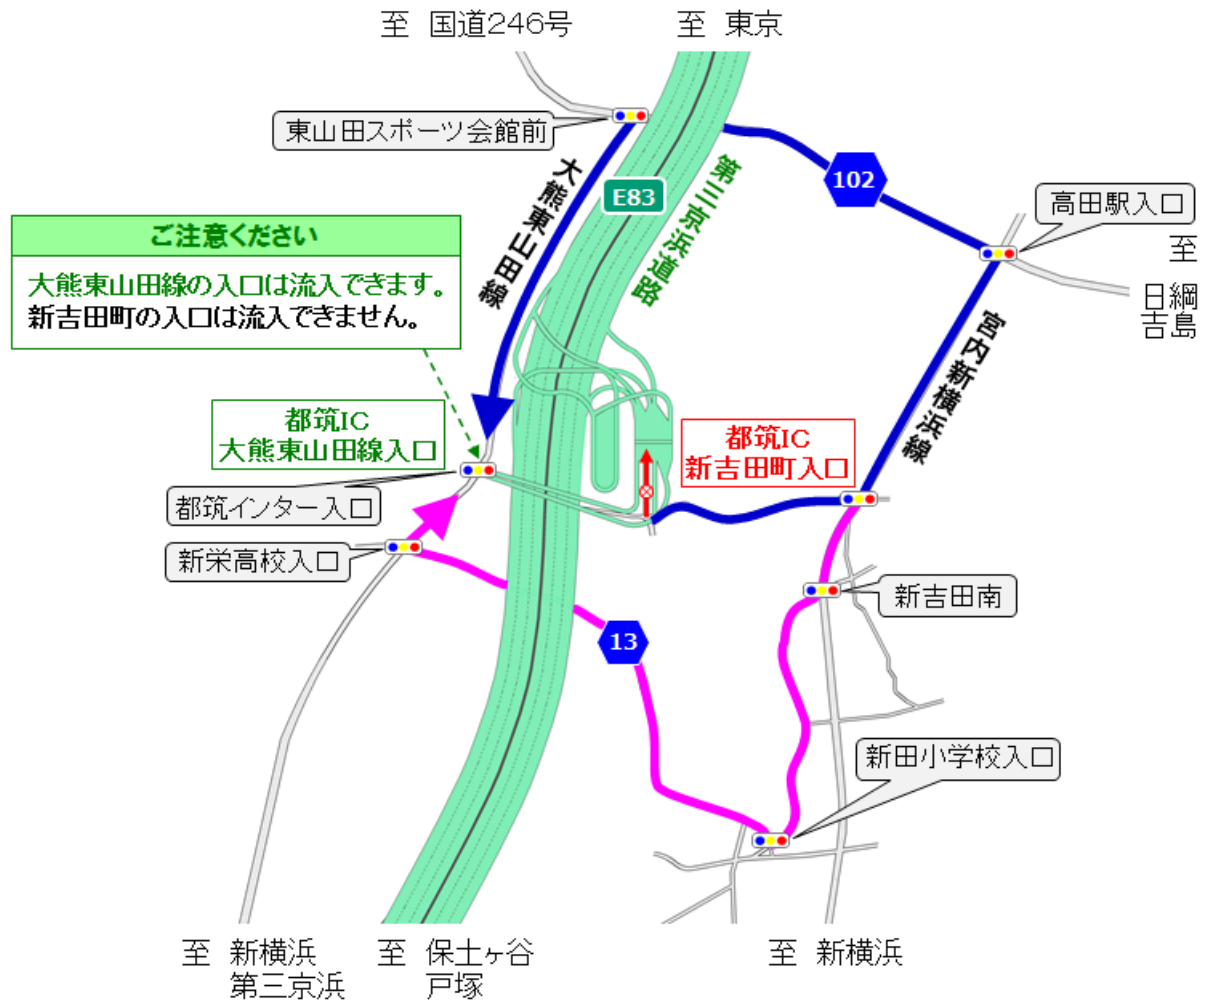 至 国道246号
至 東京
東山田スポーツ会館前
大熊東山田線
E83
第三京浜道路
102
高田駅入口
至
日吉
綱島
ご注意ください
大熊東山田線の入口は流入できます。
新吉田町の入口は流入できません。
宮内新横浜線
都筑IC
大熊東山田線入口
都筑IC
新吉田町入口
都筑インター入口
新栄高校入口
新吉田南
13
新田小学校入口
至 新横浜
第三京浜
至 保土ヶ谷
戸塚
至 新横浜